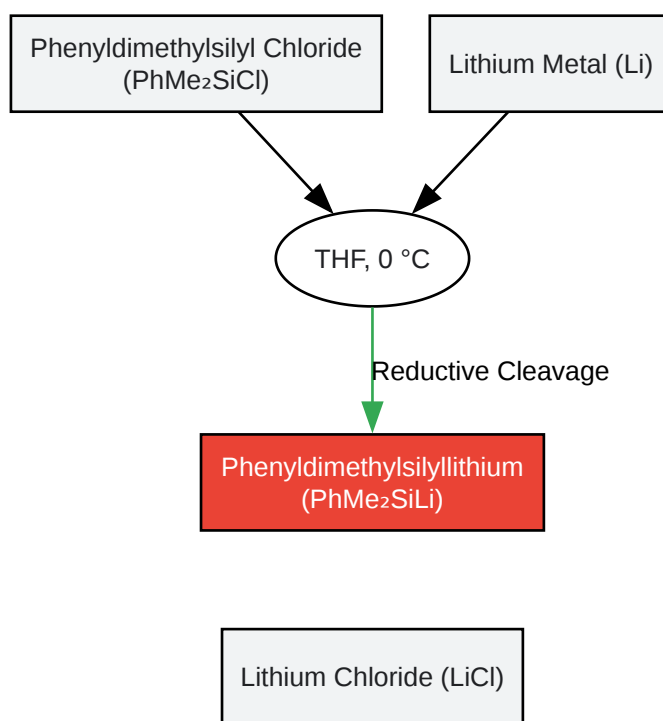 Phenyldimethylsilyl Chloride
(PhMe₂SiCl)
Lithium Metal (Li)
THF, 0 °C
Reductive Cleavage
Phenyldimethylsilyllithium
(PhMe₂SiLi)
Lithium Chloride (LiCl)